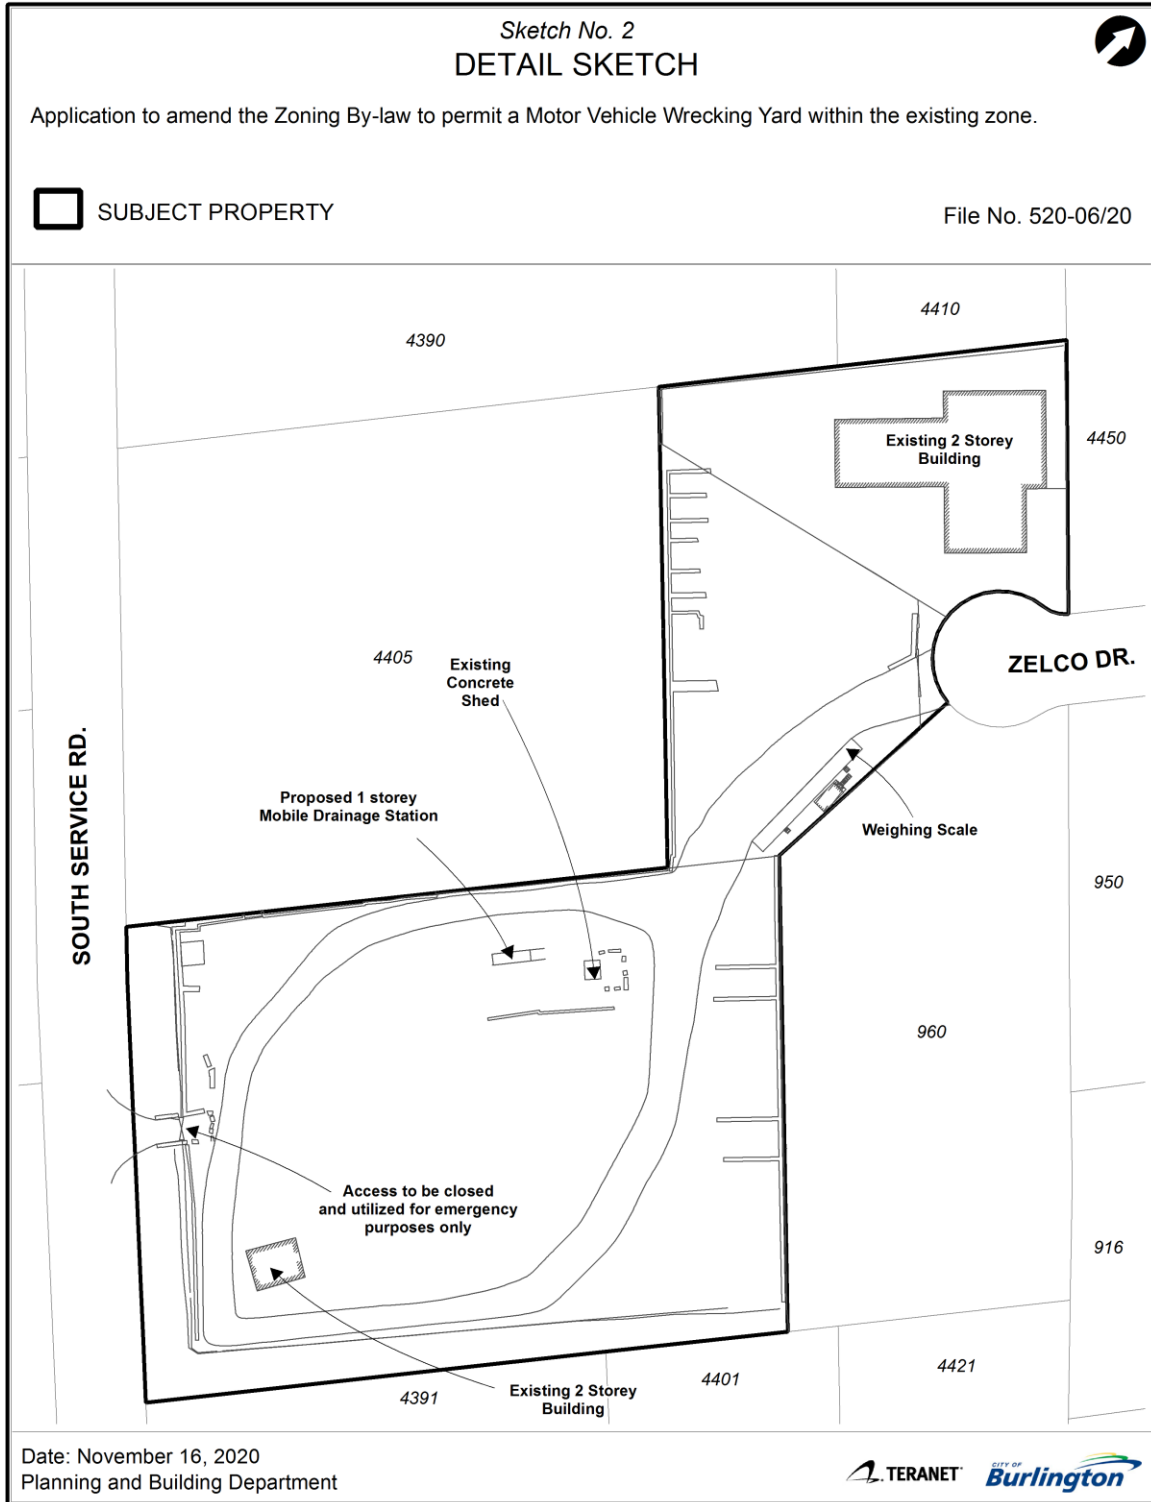 Sketch No. 2
DETAIL SKETCH
Application to amend the Zoning By-law to permit a Motor Vehicle Wrecking Yard within the existing zone.
SUBJECT PROPERTY
File No. 520-06/20
4410
4390
4450
Existing 2 Storey
Building
4405
Existing
Concrete
Shed
ZELCO DR.
SOUTH SERVICE RD.
Proposed 1 storey
Mobile Drainage Station
Weighing Scale
950
960
Access to be closed
and utilized for emergency
purposes only
916
4421
4401
4391
Existing 2 Storey
Building
Date: November 16, 2020
Planning and Building Department
TERANET
CITY OF
Burlington